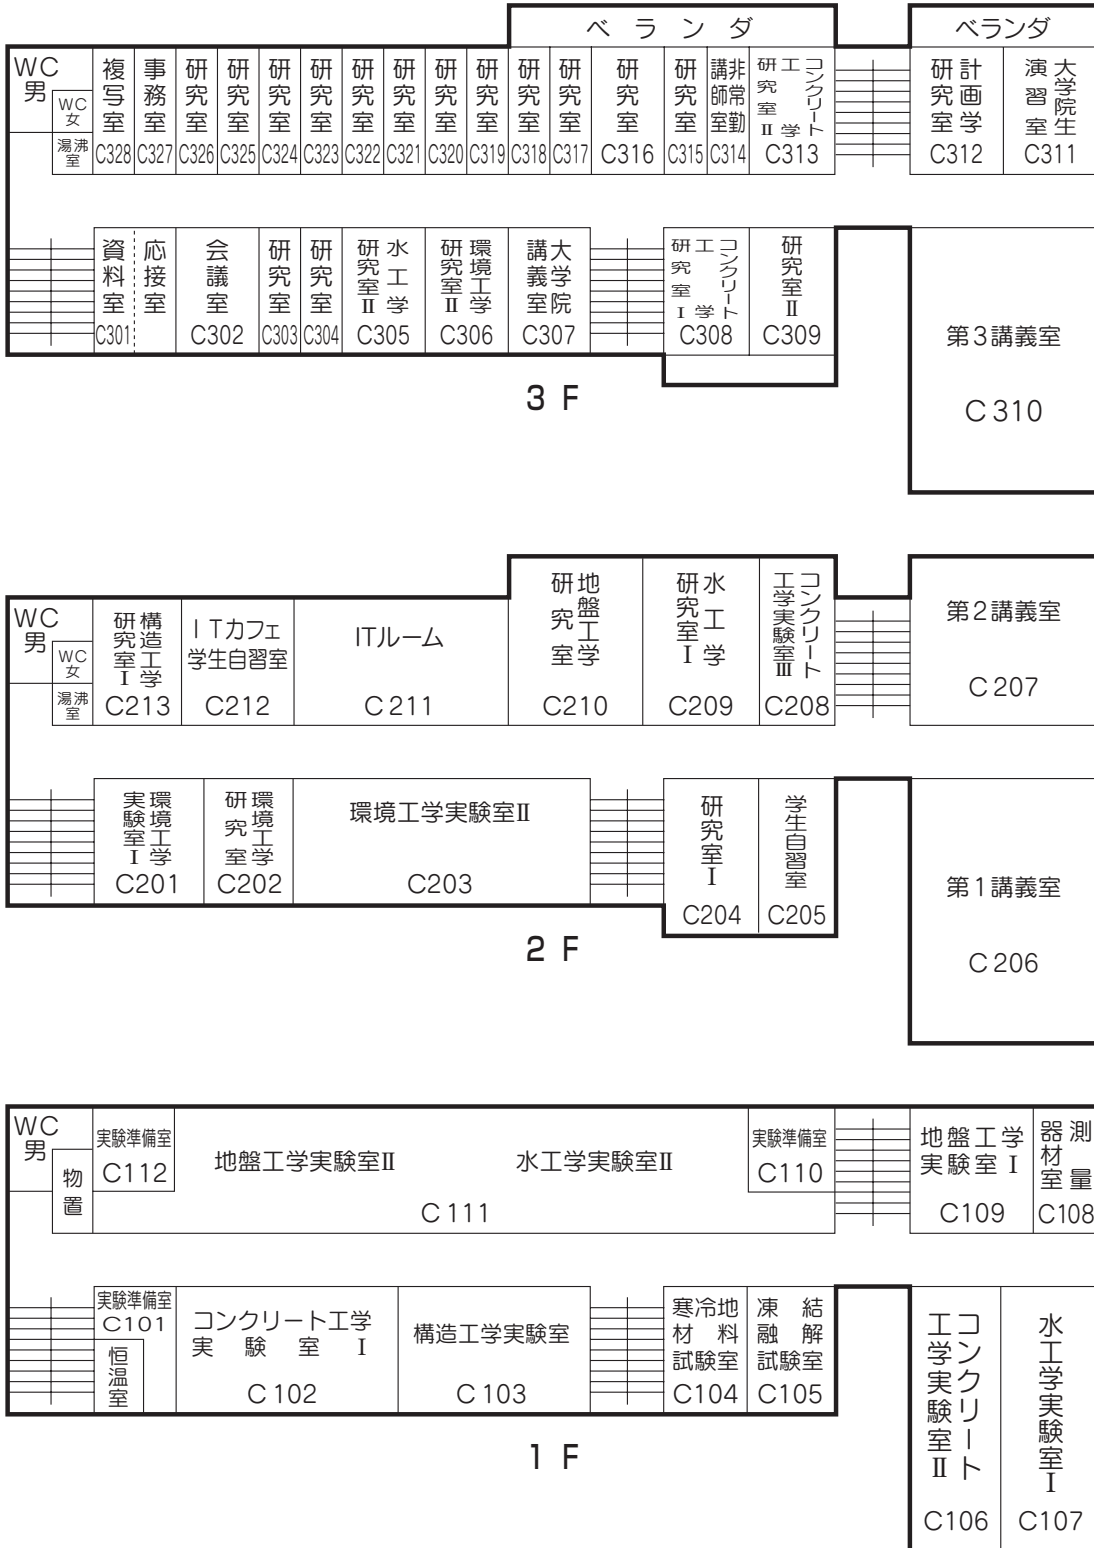 ベランダ
ベランダ
WC
男
WC
女
湯沸
室
複写室
C328
事務室
C327
研究室
C326
研究室
C325
研究室
C324
研究室
C323
研究室
C322
研究室
C321
研究室
C320
研究室
C319
研究室
C318
研究室
C317
研究室
C316
研究室
C315
非常勤
講師室
C314
コンクリート
工学
研究室Ⅱ
C313
計画学
研究室
C312
大学院生
演習室
C311
資料室
C301
応接室
会議室
C302
研究室
C303
研究室
C304
水工学
研究室Ⅱ
C305
環境工学
研究室Ⅱ
C306
大学院
講義室
C307
コンクリート
工学
研究室Ⅰ
C308
研究室Ⅱ
C309
第3講義室
C310
3 F
WC
男
WC
女
湯沸
室
構造工学
研究室Ⅰ
C213
ITカフェ
学生自習室
C212
ITルーム
C211
地盤工学
研究室
C210
水工学
研究室Ⅰ
C209
コンクリート
工学実験室Ⅲ
C208
第2講義室
C207
環境工学
実験室Ⅰ
C201
環境工学
研究室
C202
環境工学実験室Ⅱ
C203
研究室Ⅰ
C204
学生自習室
C205
第1講義室
C206
2 F
WC
男
物置
実験準備室
C112
地盤工学実験室Ⅱ
水工学実験室Ⅱ
C111
実験準備室
C110
地盤工学
実験室Ⅰ
C109
測量
器材室
C108
実験準備室
C101
恒温室
コンクリート工学
実験室Ⅰ
C102
構造工学実験室
C103
寒冷地
材料
試験室
C104
凍結
融解
試験室
C105
コンクリート
工学実験室Ⅱ
C106
水工学実験室Ⅰ
C107
1 F